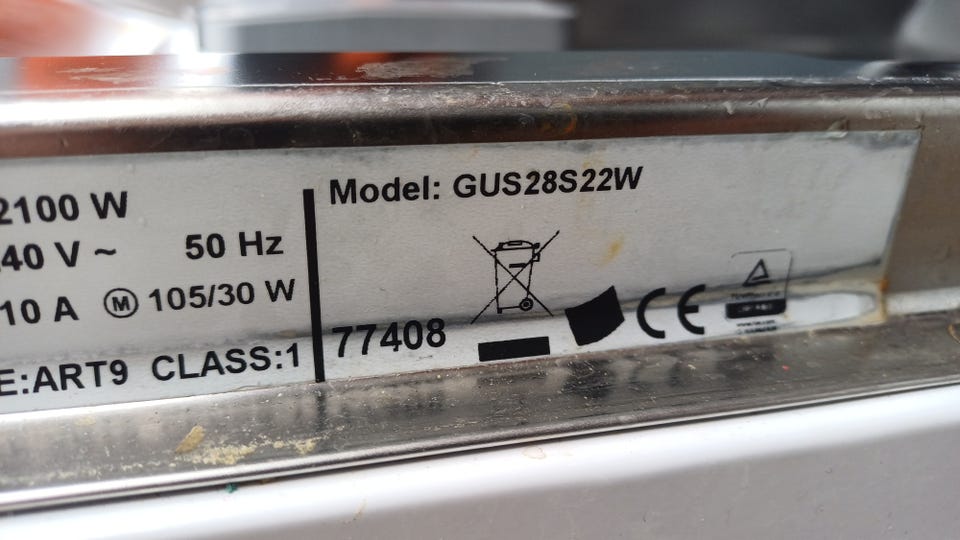 2100 W
40 V ~ 50 Hz
10 A M 105/30 W
E:ART9 CLASS:1
Model: GUS28S22W
77408
CE